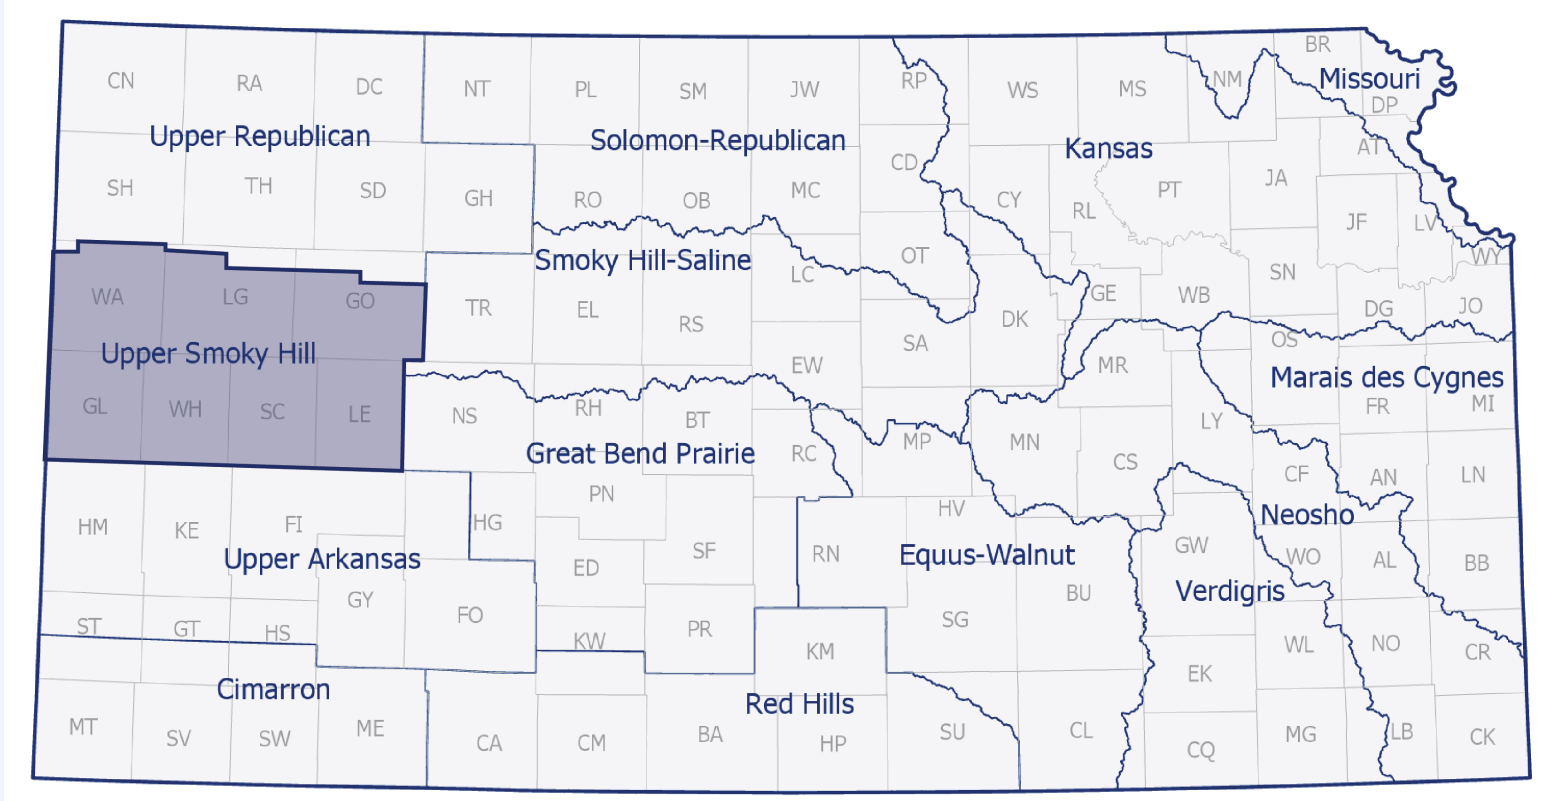 BR
CN RA DC NT PL SM JW RP WS MS NM Missouri
DP
Upper Republican Solomon-Republican Kansas AT
SH TH SD GH RO OB MC CD CY RL PT JA JF LV
Smoky Hill-Saline OT WY
WA LG GO TR EL RS LC DK GE WB SN DG JO
Upper Smoky Hill EW SA MR OS
Marais des Cygnes
GL WH SC LE NS RH BT MP MN LY FR MI
Great Bend Prairie RC CS CF AN LN
HM KE FI HG PN HV Neosho
Upper Arkansas ED SF RN Equus-Walnut GW WO AL BB
Verdigris
ST GT HS GY FO KW PR KM SG BU WL NO CR
Cimarron Red Hills EK
MT SV SW ME CA CM BA HP SU CL CQ MG LB CK